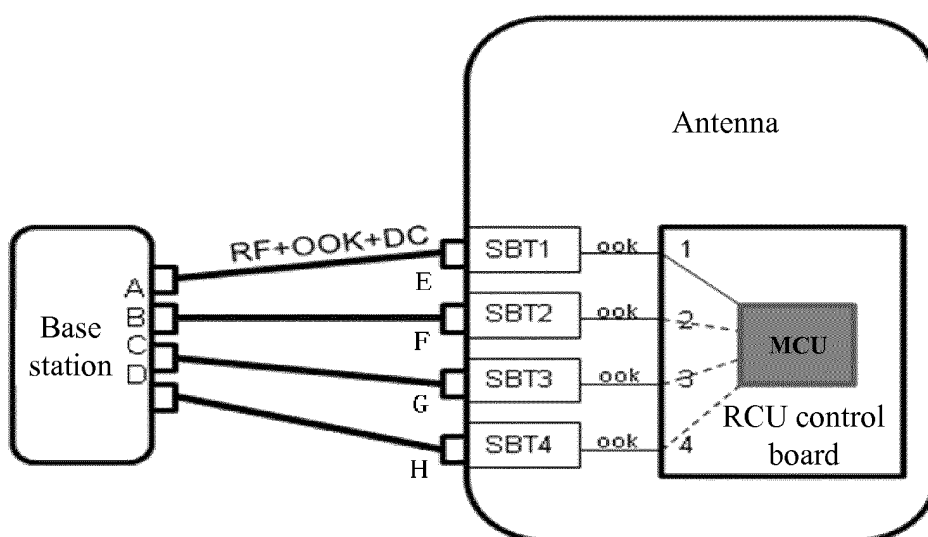 Antenna
RF+OOK+DC
SBT1
ook
1
E
A
SBT2
ook
2
B
F
Base
station
MCU
C
SBT3
ook
3
D
G
RCU control
board
SBT4
ook
4
H